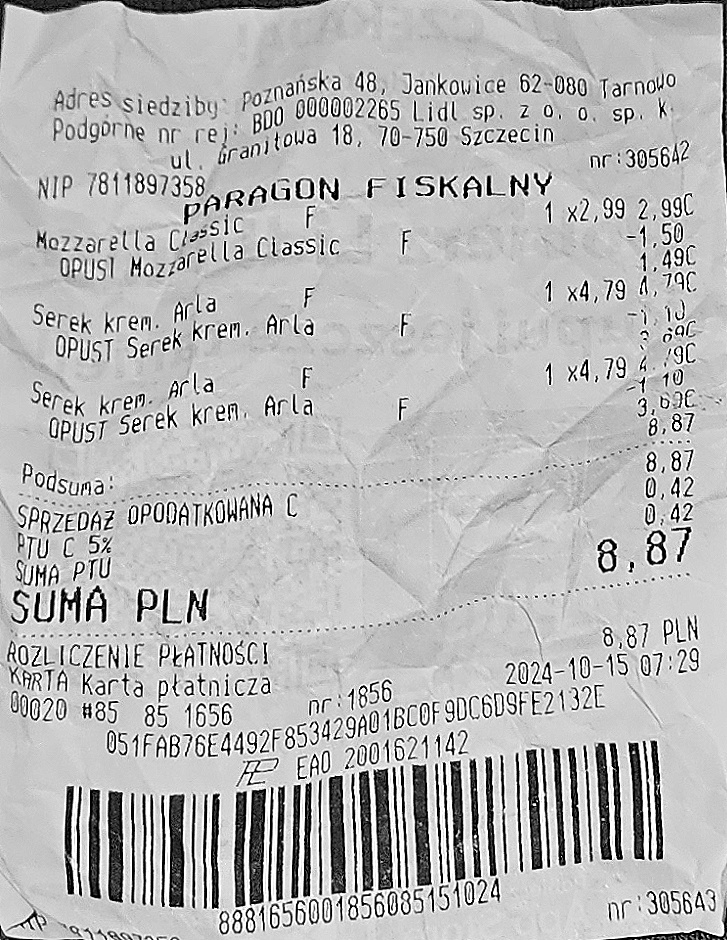 Adres siedziby: Poznańska 48, Jankowice 62-080 Tarnowo
Podgórne nr rej: BDO 000002265 Lidl sp. z o. o. sp. k.
ul. Granitowa 18, 70-750 Szczecin
NIP 7811897358 nr:305642
PARAGON FISKALNY
Mozzarella Classic F 1 x2,99 2,99C
OPUST Mozzarella Classic F -1,50
1,49C
Serek krem. Arla F 1 x4,79 4,79C
OPUST Serek krem. Arla F -1,10
3,69C
Serek krem. Arla F 1 x4,79 4,79C
OPUST Serek krem. Arla F -1,10
3,69C
Podsuma: 8,87
SPRZEDAŻ OPODATKOWANA C 8,87
PTU C 5% 0,42
SUMA PTU 0,42
SUMA PLN 8,87
ROZLICZENIE PŁATNOŚCI
KARTA Karta płatnicza 8,87 PLN
00020 #85 85 1656 nr:1856 2024-10-15 07:29
051FAB76E4492F853429A01BC0F9DC6D9FE2132E
EAO 2001621142
88816560018560851​51024
nr:305643